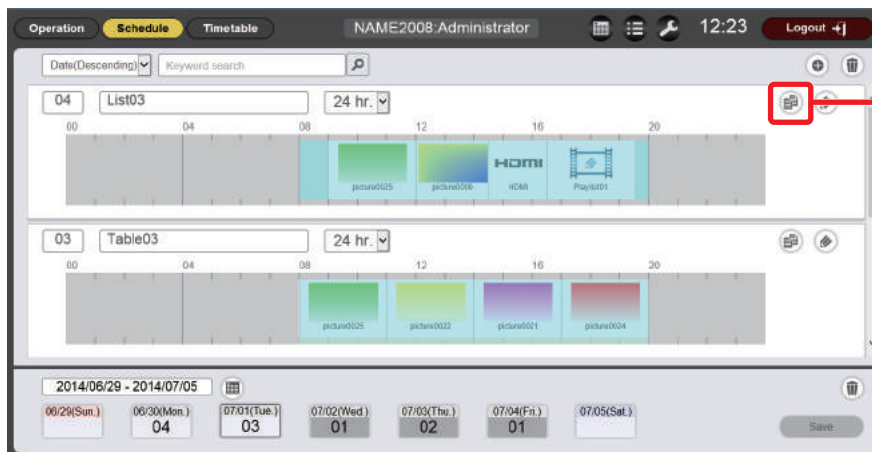 Operation Schedule Timetable NAME2008:Administrator 12:23 Logout
Date(Descending) Keyword search
04 List03 24 hr.
00 04 08 12 16 20
HDMI
picture0025 picture0006 HDMI Playlist01
03 Table03 24 hr.
00 04 08 12 16 20
picture0025 picture0022 picture0021 picture0024
2014/06/29 - 2014/07/05
06/29(Sun.) 06/30(Mon.) 07/01(Tue.) 07/02(Wed.) 07/03(Thu.) 07/04(Fri.) 07/05(Sat.)
04 03 01 02 01
Save